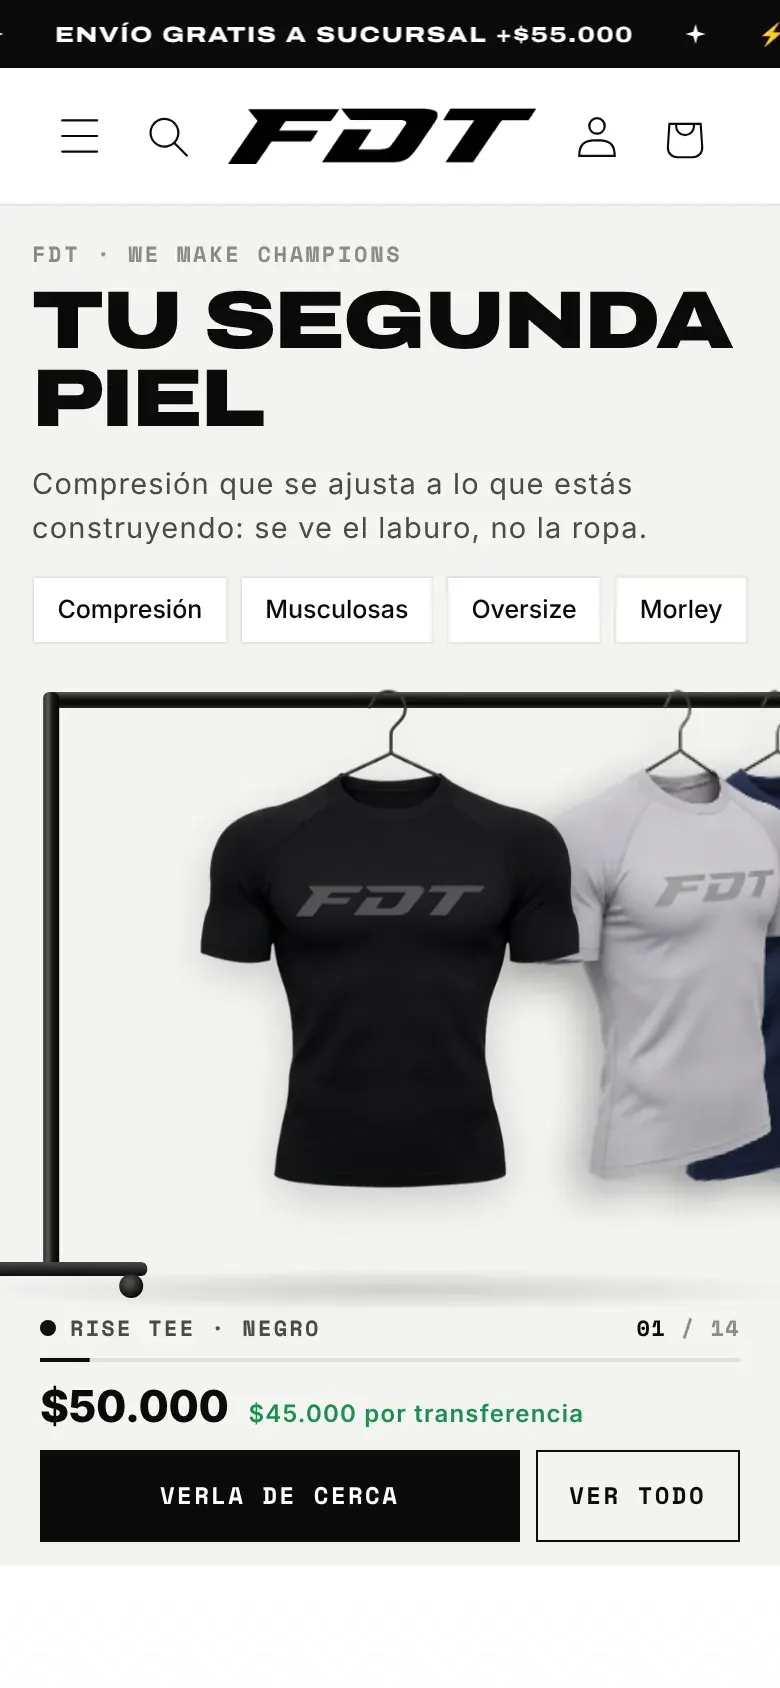 ENVÍO GRATIS A SUCURSAL +$55.000
FDT
FDT · WE MAKE CHAMPIONS
TU SEGUNDA
PIEL
Compresión que se ajusta a lo que estás
construyendo: se ve el laburo, no la ropa.
Compresión Musculosas Oversize Morley
FDT FDT
RISE TEE · NEGRO 01 / 14
$50.000 $45.000 por transferencia
VERLA DE CERCA VER TODO